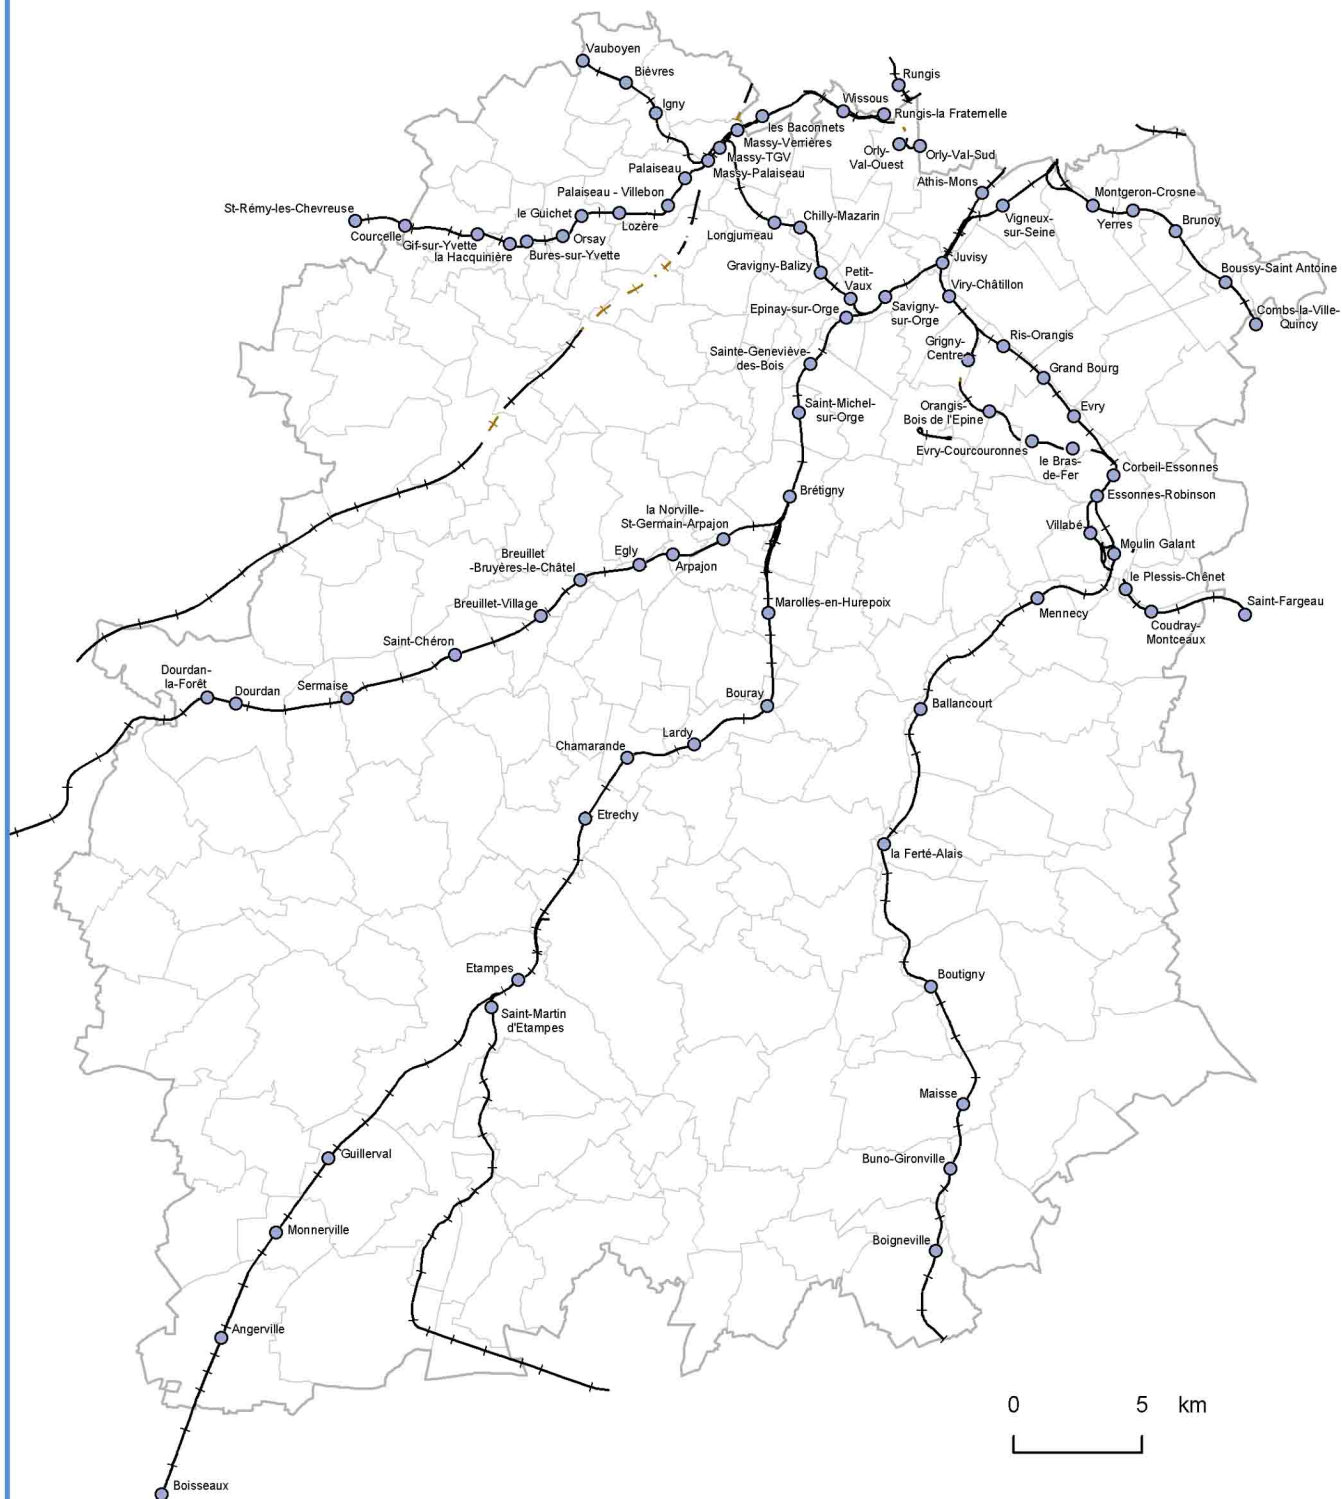 Vauboyen
Bièvres
Igny
Rungis
Wissous
Rungis-la Fraternelle
les Baconnets
Massy-Verrières
Massy-TGV
Massy-Palaiseau
Orly-
Val-Ouest
Orly-Val-Sud
Palaiseau
Athis-Mons
Palaiseau - Villebon
Montgeron-Crosne
St-Rémy-les-Chevreuse
le Guichet
Lozère
Chilly-Mazarin
Vigneux-
sur-Seine
Yerres
Brunoy
Courcelle
Gif-sur-Yvette
la Hacquinière
Orsay
Bures-sur-Yvette
Longjumeau
Gravigny-Balizy
Petit-
Vaux
Juvisy
Boussy-Saint Antoine
Viry-Châtillon
Epinay-sur-Orge
Savigny-
sur-Orge
Combs-la-Ville-
Quincy
Sainte-Geneviève-
des-Bois
Grigny-
Centre
Ris-Orangis
Grand Bourg
Saint-Michel-
sur-Orge
Orangis-
Bois de l'Epine
Evry
Evry-Courcouronnes
le Bras-
de-Fer
Corbeil-Essonnes
Brétigny
Essonnes-Robinson
la Norville-
St-Germain-Arpajon
Villabé
Moulin Galant
Egly
Arpajon
Breuillet
-Bruyères-le-Châtel
le Plessis-Chênet
Breuillet-Village
Marolles-en-Hurepoix
Mennecy
Saint-Fargeau
Coudray-
Montceaux
Saint-Chéron
Dourdan-
la-Forêt
Dourdan
Sermaise
Bouray
Ballancourt
Lardy
Chamarande
Etrechy
la Ferté-Alais
Etampes
Boutigny
Saint-Martin
d'Etampes
Maisse
Guillerval
Buno-Gironville
Monnerville
Boigneville
Angerville
0 5 km
Boisseaux